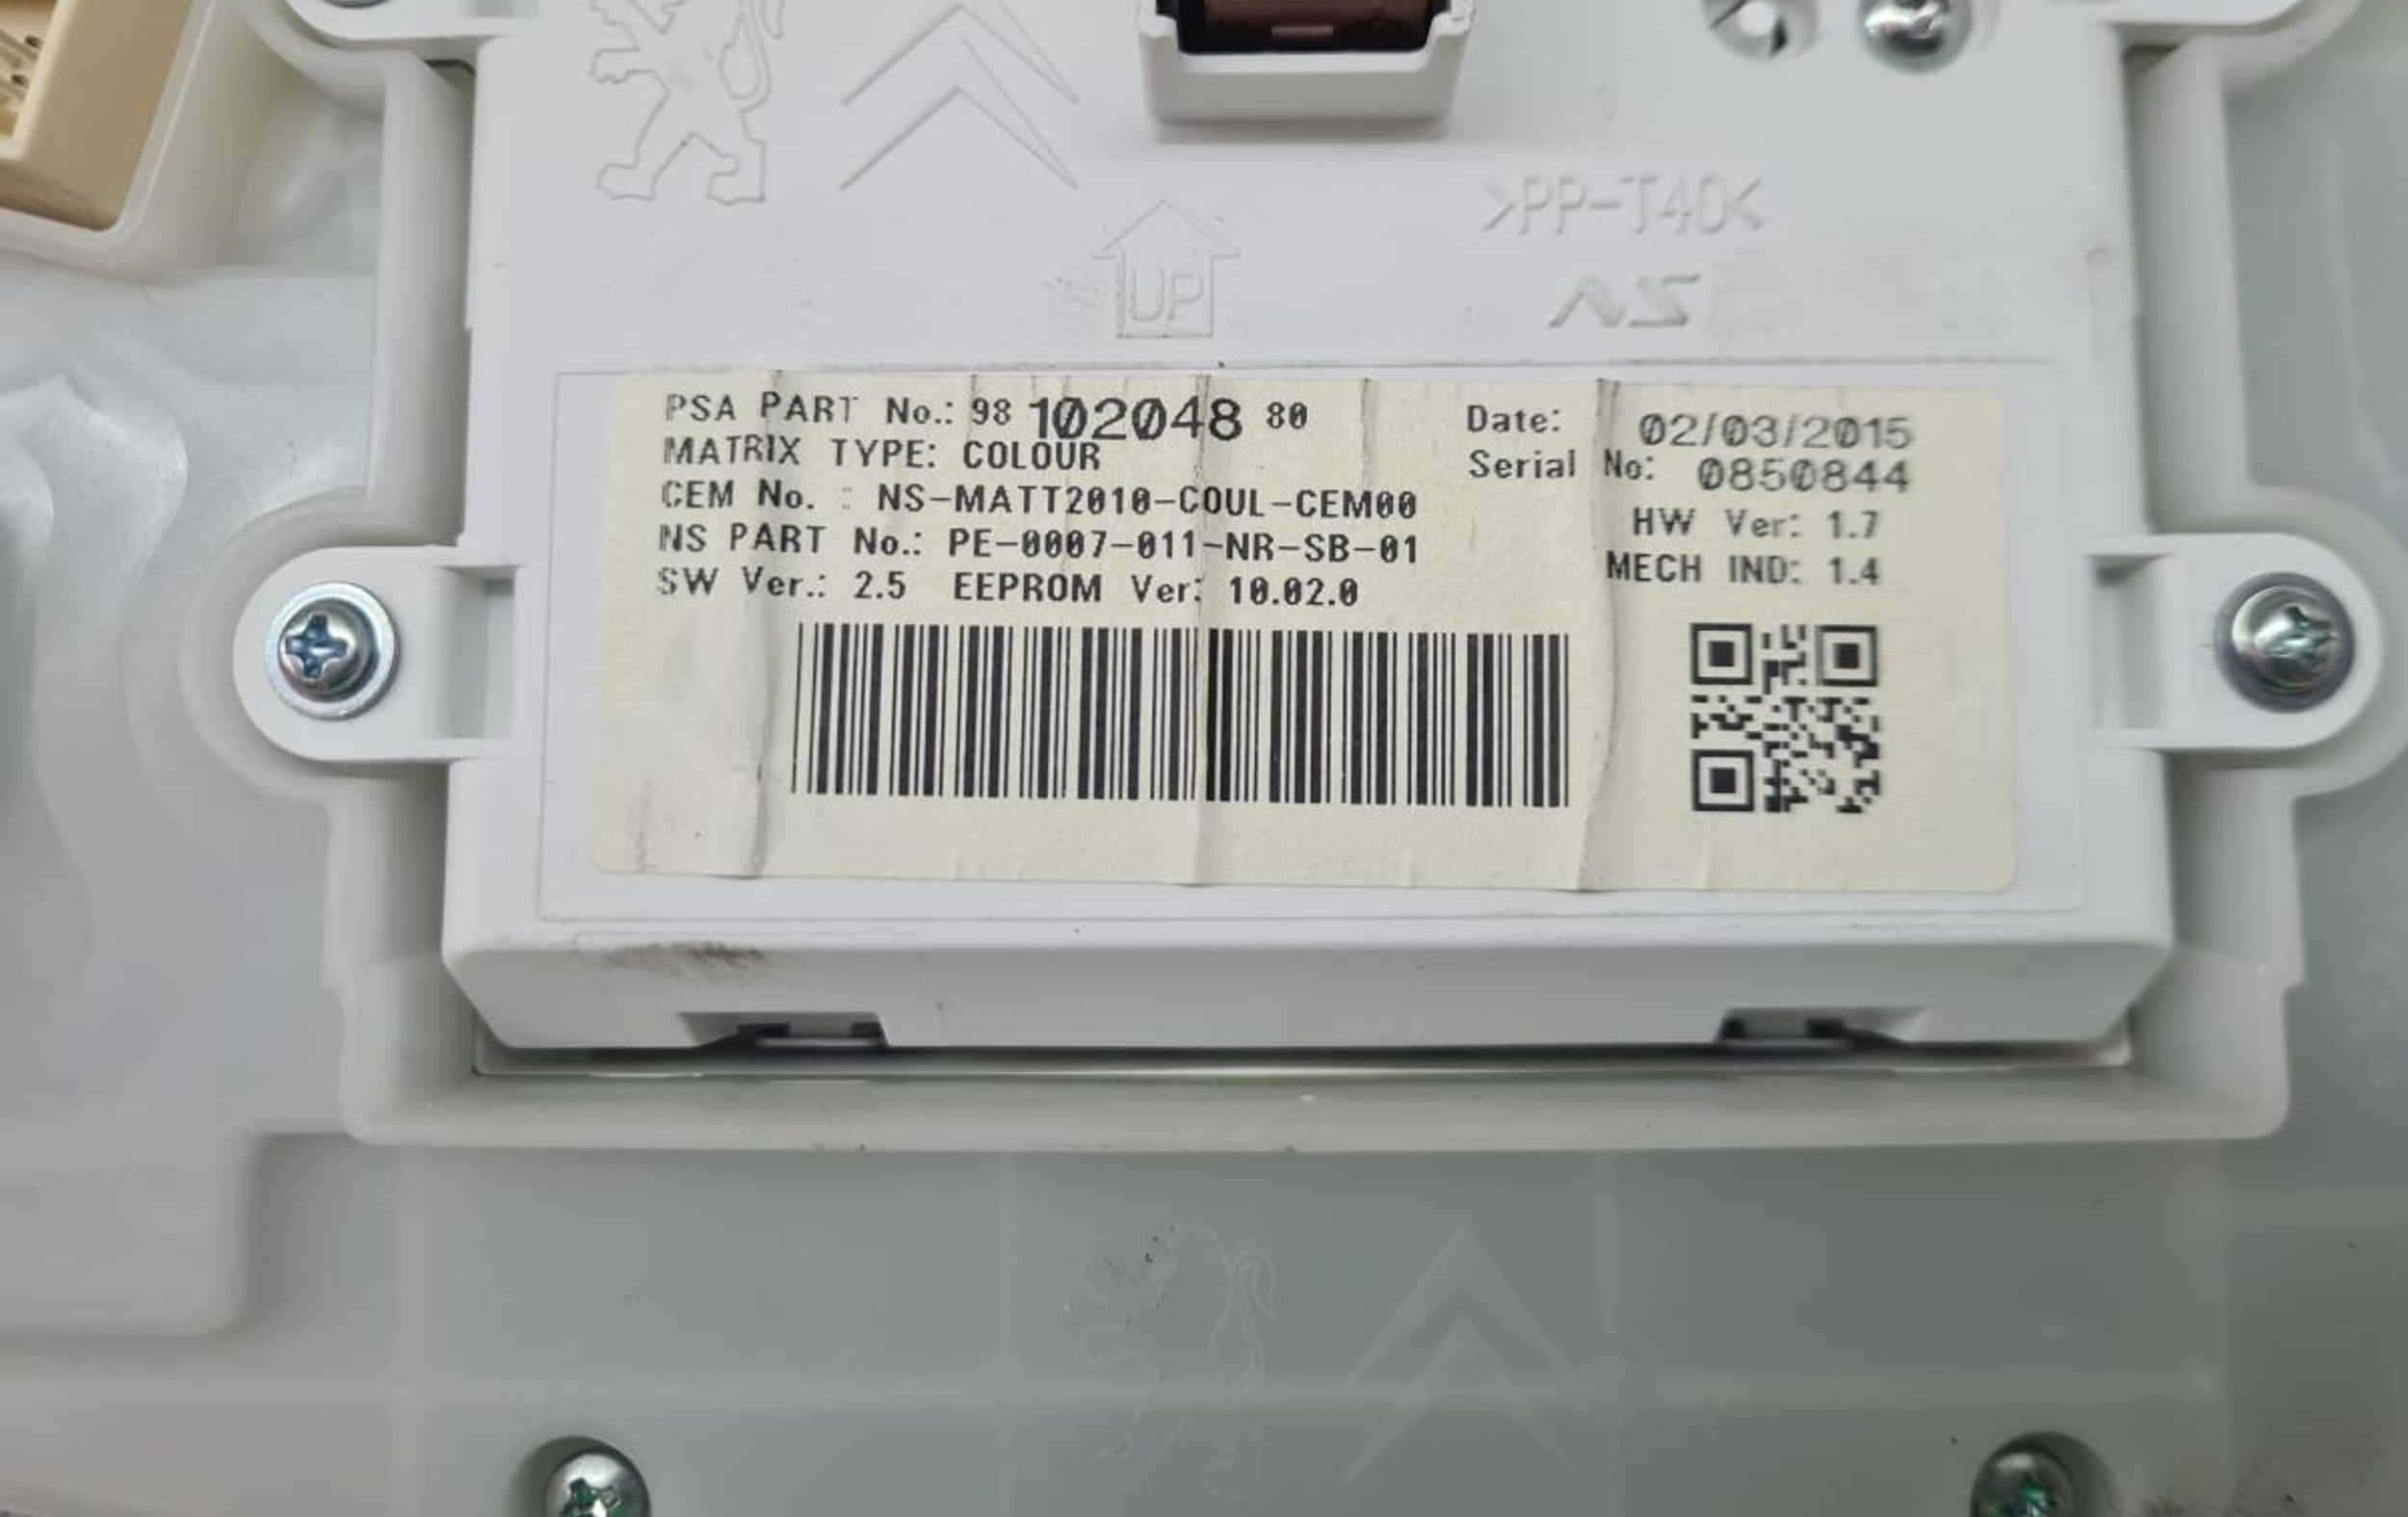 >PP-T40<
UP
NS
PSA PART No.: 98 102048 80
MATRIX TYPE: COLOUR
CEM No. : NS-MATT2010-COUL-CEM00
NS PART No.: PE-0007-011-NR-SB-01
SW Ver.: 2.5 EEPROM Ver: 10.02.0
Date: 02/03/2015
Serial No: 0850844
HW Ver: 1.7
MECH IND: 1.4